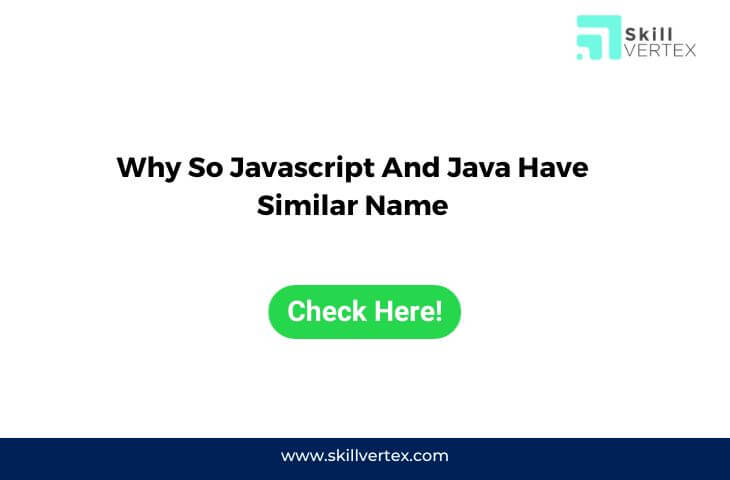 Skill
VERTEX
Why So Javascript And Java Have
Similar Name
Check Here!
www.skillvertex.com